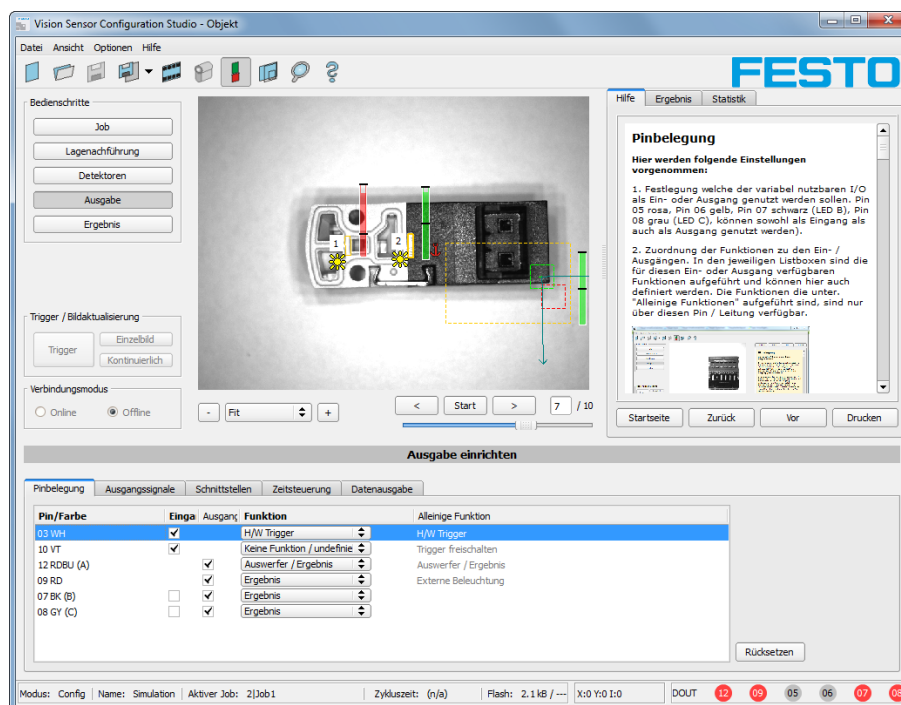 Vision Sensor Configuration Studio - Objekt
Datei Ansicht Optionen Hilfe
FESTO
Bedienschritte
Job
Lagenachführung
Detektoren
Ausgabe
Ergebnis
Trigger / Bildaktualisierung
Trigger
Einzelbild
Kontinuierlich
Verbindungsmodus
Online Offline
1
2
1
- Fit +
< Start > 7 / 10
Hilfe Ergebnis Statistik
Pinbelegung
Hier werden folgende Einstellungen
vorgenommen:
1. Festlegung welche der variabel nutzbaren I/O
als Ein- oder Ausgang genutzt werden sollen. Pin
05 rosa, Pin 06 gelb, Pin 07 schwarz (LED B), Pin
08 grau (LED C), können sowohl als Eingang als
auch als Ausgang genutzt werden).
2. Zuordnung der Funktionen zu den Ein- /
Ausgängen. In den jeweiligen Listboxen sind die
für diesen Ein- oder Ausgang verfügbaren
Funktionen aufgeführt und können hier auch
definiert werden. Die Funktionen die unter.
"Alleinige Funktionen" aufgeführt sind, sind nur
über diesen Pin / Leitung verfügbar.
Startseite Zurück Vor Drucken
Ausgabe einrichten
Pinbelegung Ausgangssignale Schnittstellen Zeitsteuerung Datenausgabe
Pin/Farbe Einga Ausgang Funktion Alleinige Funktion
03 WH H/W Trigger H/W Trigger
10 VT Keine Funktion / undefinie Trigger freischalten
12 RDBU (A) Auswerfer / Ergebnis Auswerfer / Ergebnis
09 RD Ergebnis Externe Beleuchtung
07 BK (B) Ergebnis
08 GY (C) Ergebnis
Rücksetzen
Modus: Config Name: Simulation Aktiver Job: 2|Job1 Zykluszeit: (n/a) Flash: 2.1 kB / --- X:0 Y:0 I:0 DOUT 12 09 05 06 07 08